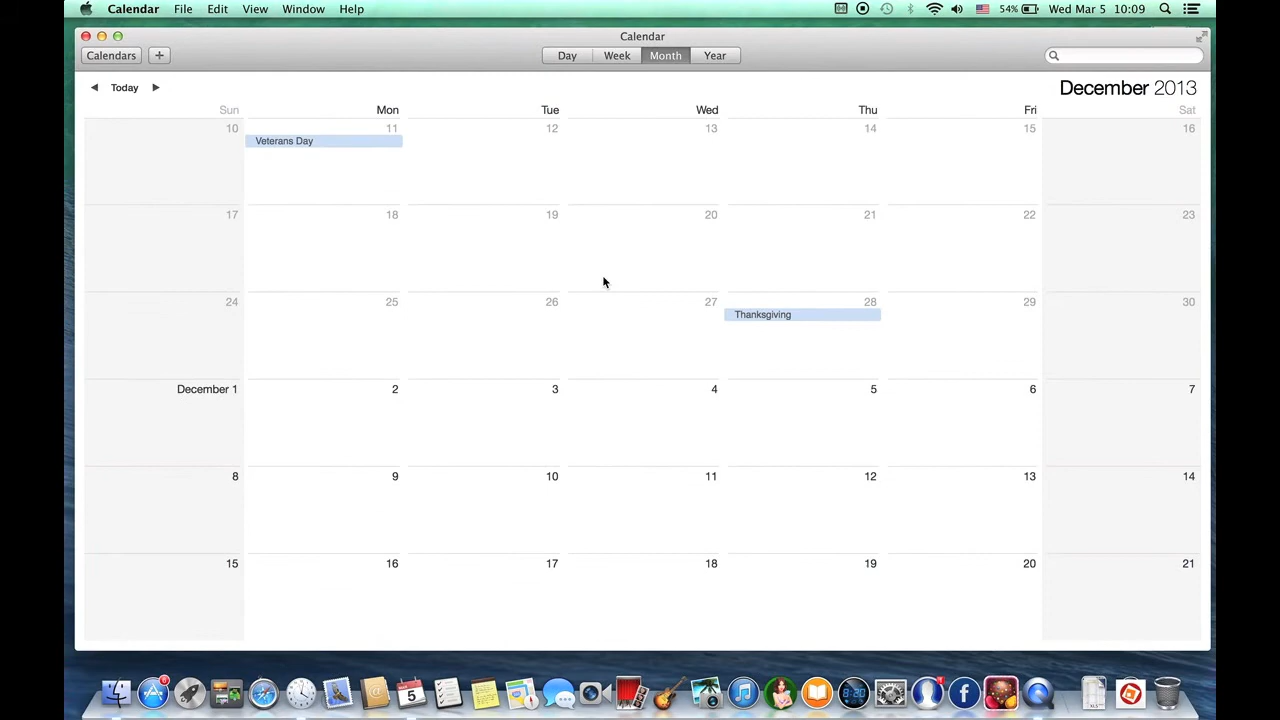 Calendar File Edit View Window Help 54% Wed Mar 5 10:09
Calendar
Calendars + Day Week Month Year
Today December 2013
Sun Mon Tue Wed Thu Fri Sat
10 11 12 13 14 15 16
Veterans Day
17 18 19 20 21 22 23
24 25 26 27 28 29 30
Thanksgiving
December 1 2 3 4 5 6 7
8 9 10 11 12 13 14
15 16 17 18 19 20 21
5 8:30